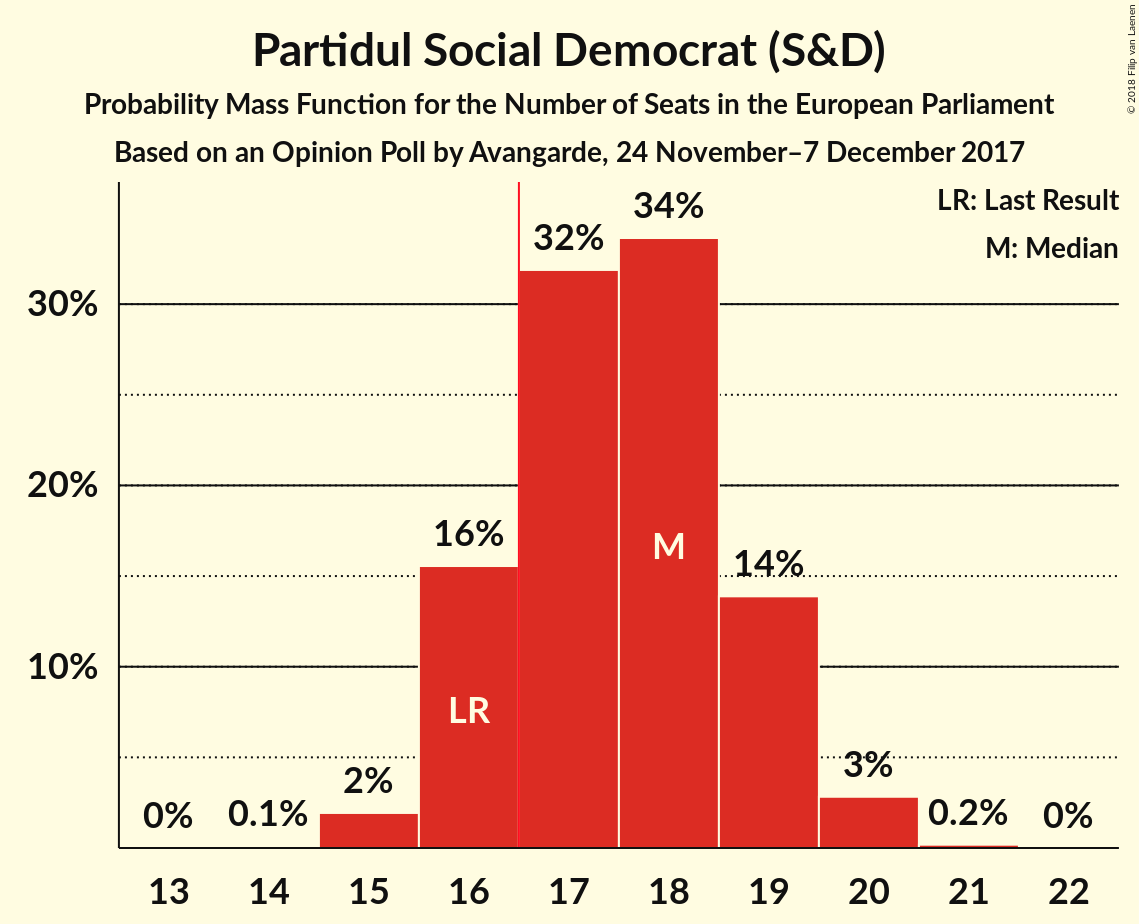 Partidul Social Democrat (S&D)
Probability Mass Function for the Number of Seats in the European Parliament
Based on an Opinion Poll by Avangarde, 24 November–7 December 2017
© 2018 Filip van Laenen
LR: Last Result
M: Median
30%
20%
10%
0%
0.1%
2%
16%
32%
34%
14%
3%
0.2%
0%
LR
M
13 14 15 16 17 18 19 20 21 22